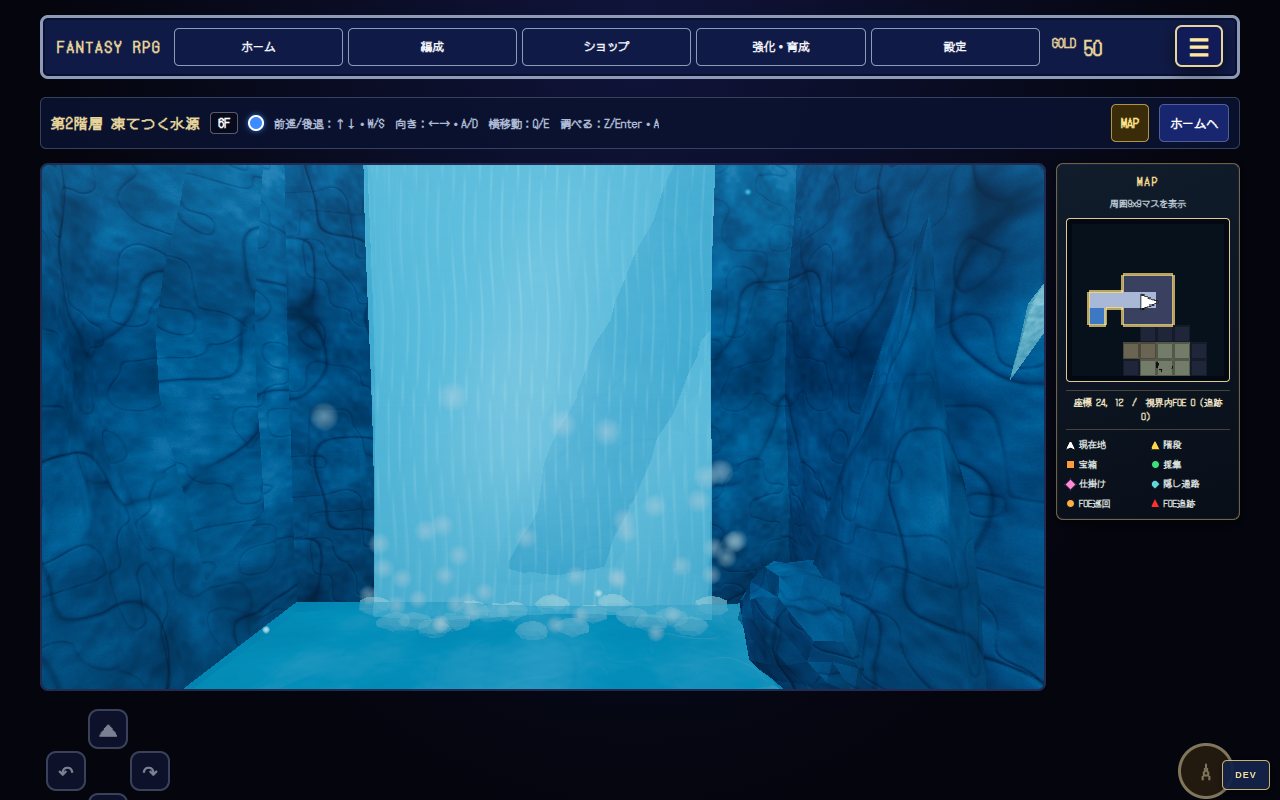 FANTASY RPG
ホーム
編成
ショップ
強化・育成
設定
GOLD 50
第2階層 凍てつく水源
6F
前進/後退：↑↓・W/S 向き：←→・A/D 横移動：Q/E 調べる：Z/Enter・A
MAP
ホームへ
MAP
周囲9x9マスを表示
座標 24, 12 / 視界内FOE 0（追跡
0）
現在地
階段
宝箱
採集
仕掛け
隠し通路
FOE巡回
FOE追跡
A
DEV